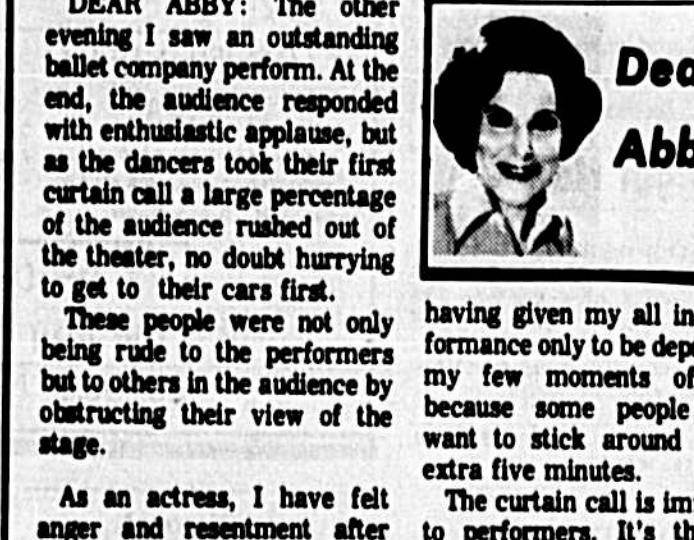 DEAR ABBY: The other
evening I saw an outstanding
ballet company perform. At the
end, the audience responded
with enthusiastic applause, but
as the dancers took their first
curtain call a large percentage
of the audience rushed out of
the theater, no doubt hurrying
to get to their cars first.
These people were not only
being rude to the performers
but to others in the audience by
obstructing their view of the
stage.
As an actress, I have felt
anger and resentment after
Dea
Abb
having given my all in
formance only to be dep
my few moments of
because some people
want to stick around
extra five minutes.
The curtain call is im
to performers. It's th